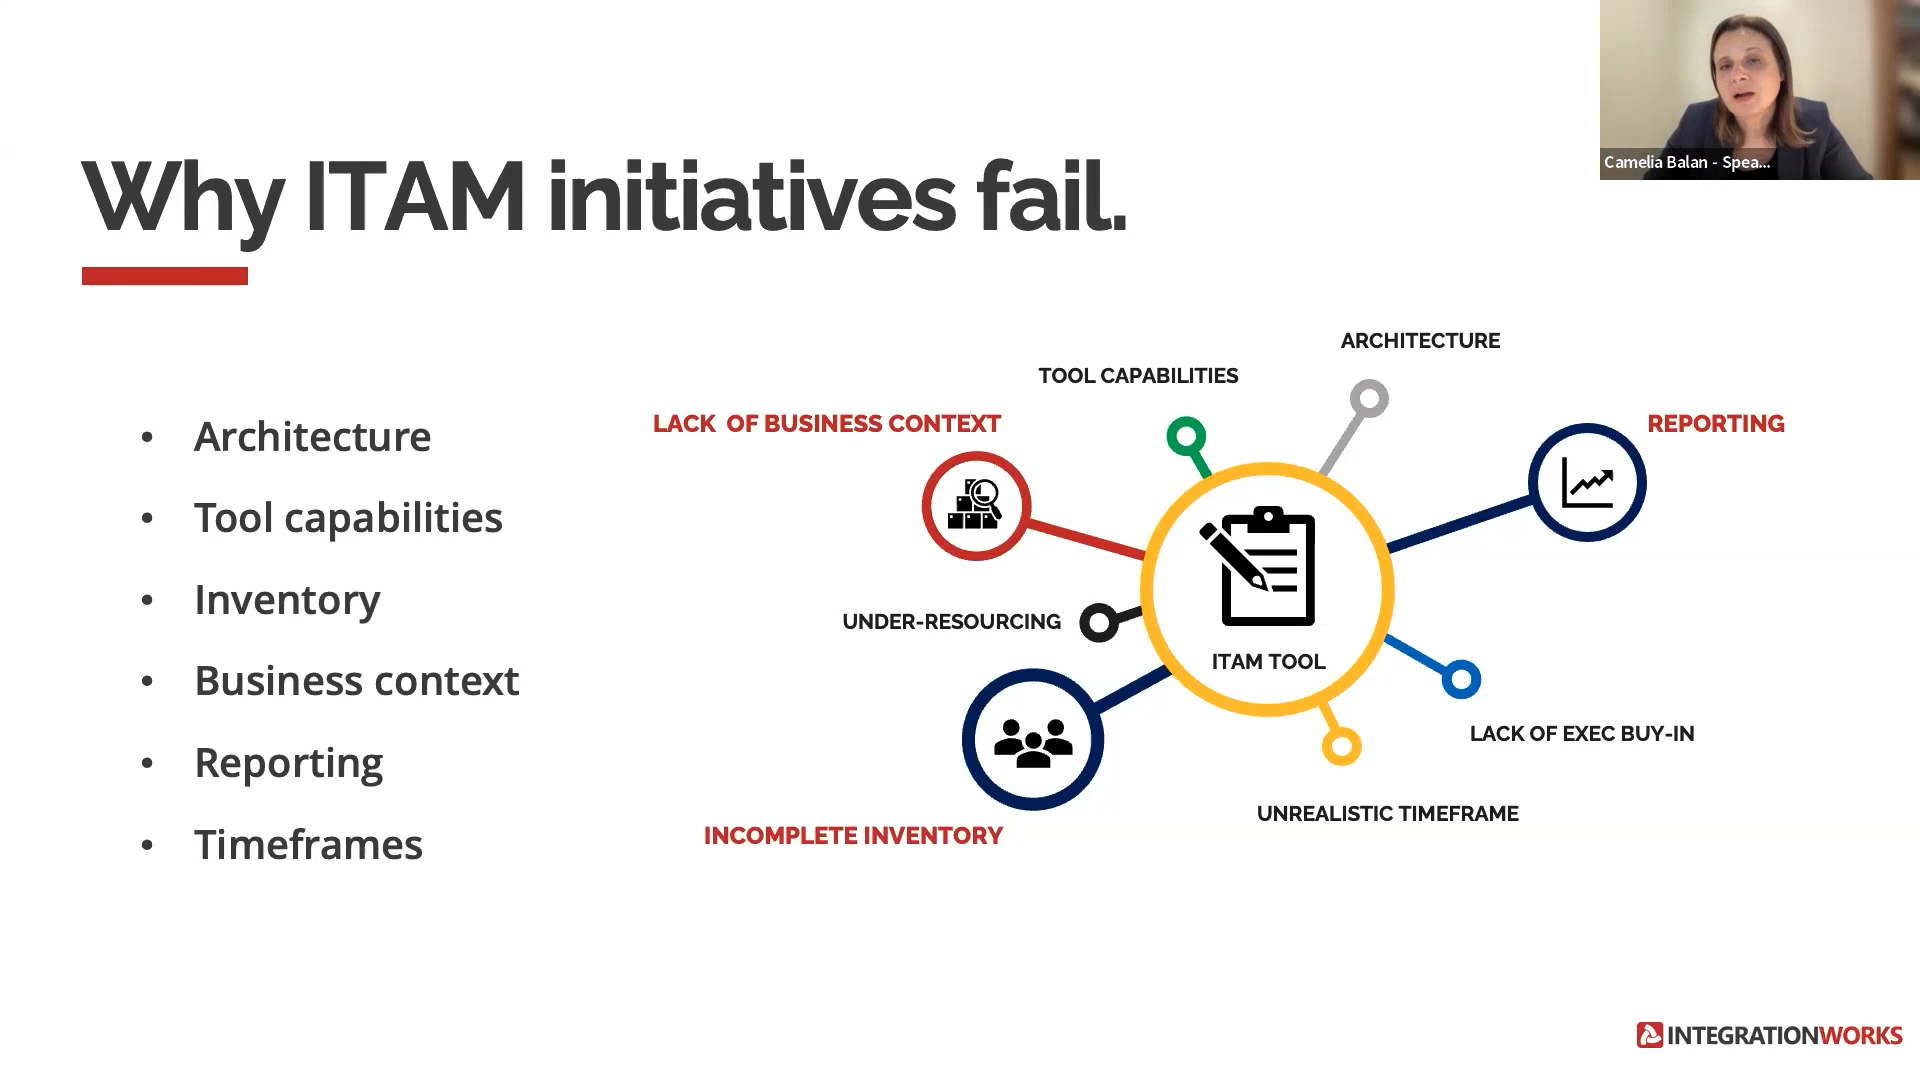 Camelia Balan - Spea...
Why ITAM initiatives fail.
• Architecture
• Tool capabilities
• Inventory
• Business context
• Reporting
• Timeframes
ARCHITECTURE
TOOL CAPABILITIES
LACK OF BUSINESS CONTEXT
REPORTING
UNDER-RESOURCING
ITAM TOOL
LACK OF EXEC BUY-IN
UNREALISTIC TIMEFRAME
INCOMPLETE INVENTORY
INTEGRATIONWORKS